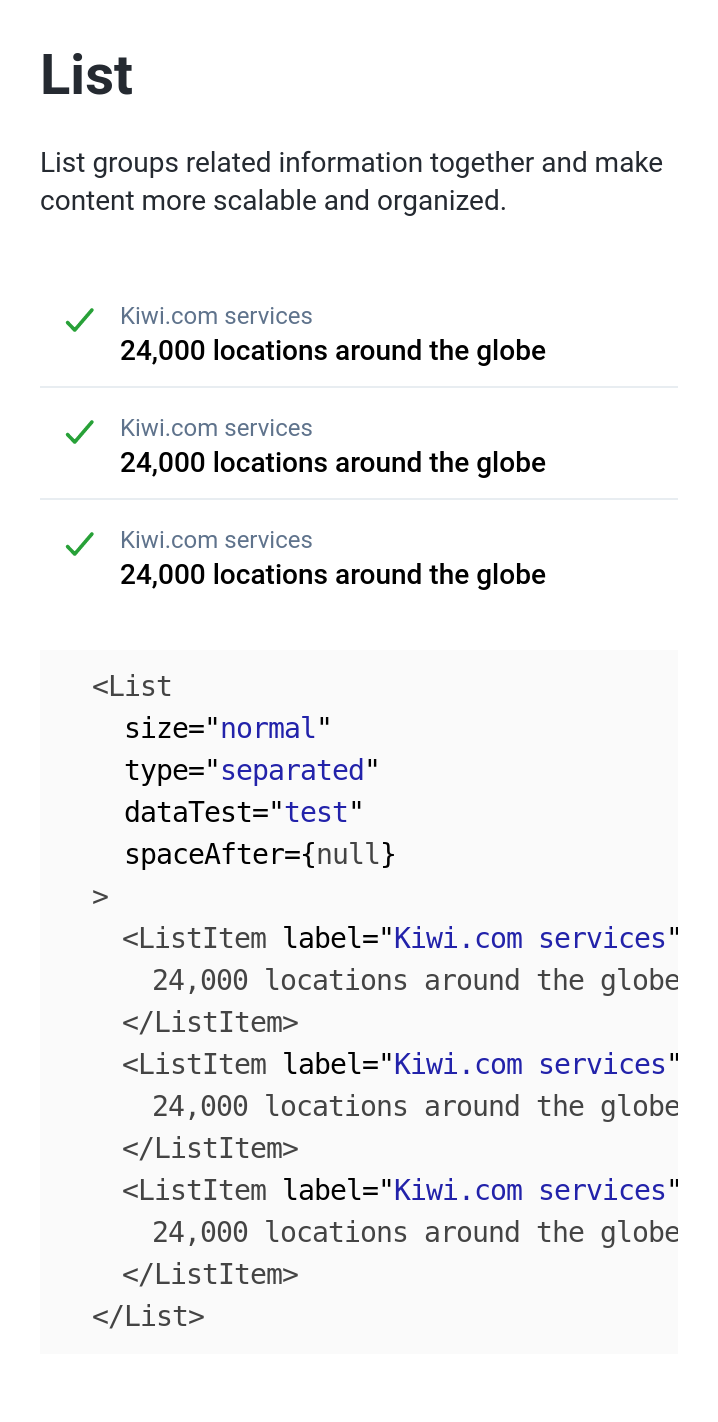 List
List groups related information together and make
content more scalable and organized.
Kiwi.com services
24,000 locations around the globe
Kiwi.com services
24,000 locations around the globe
Kiwi.com services
24,000 locations around the globe
<List
size="normal"
type="separated"
dataTest="test"
spaceAfter={null}
>
<ListItem label="Kiwi.com services"
24,000 locations around the globe
</ListItem>
<ListItem label="Kiwi.com services"
24,000 locations around the globe
</ListItem>
<ListItem label="Kiwi.com services"
24,000 locations around the globe
</ListItem>
</List>